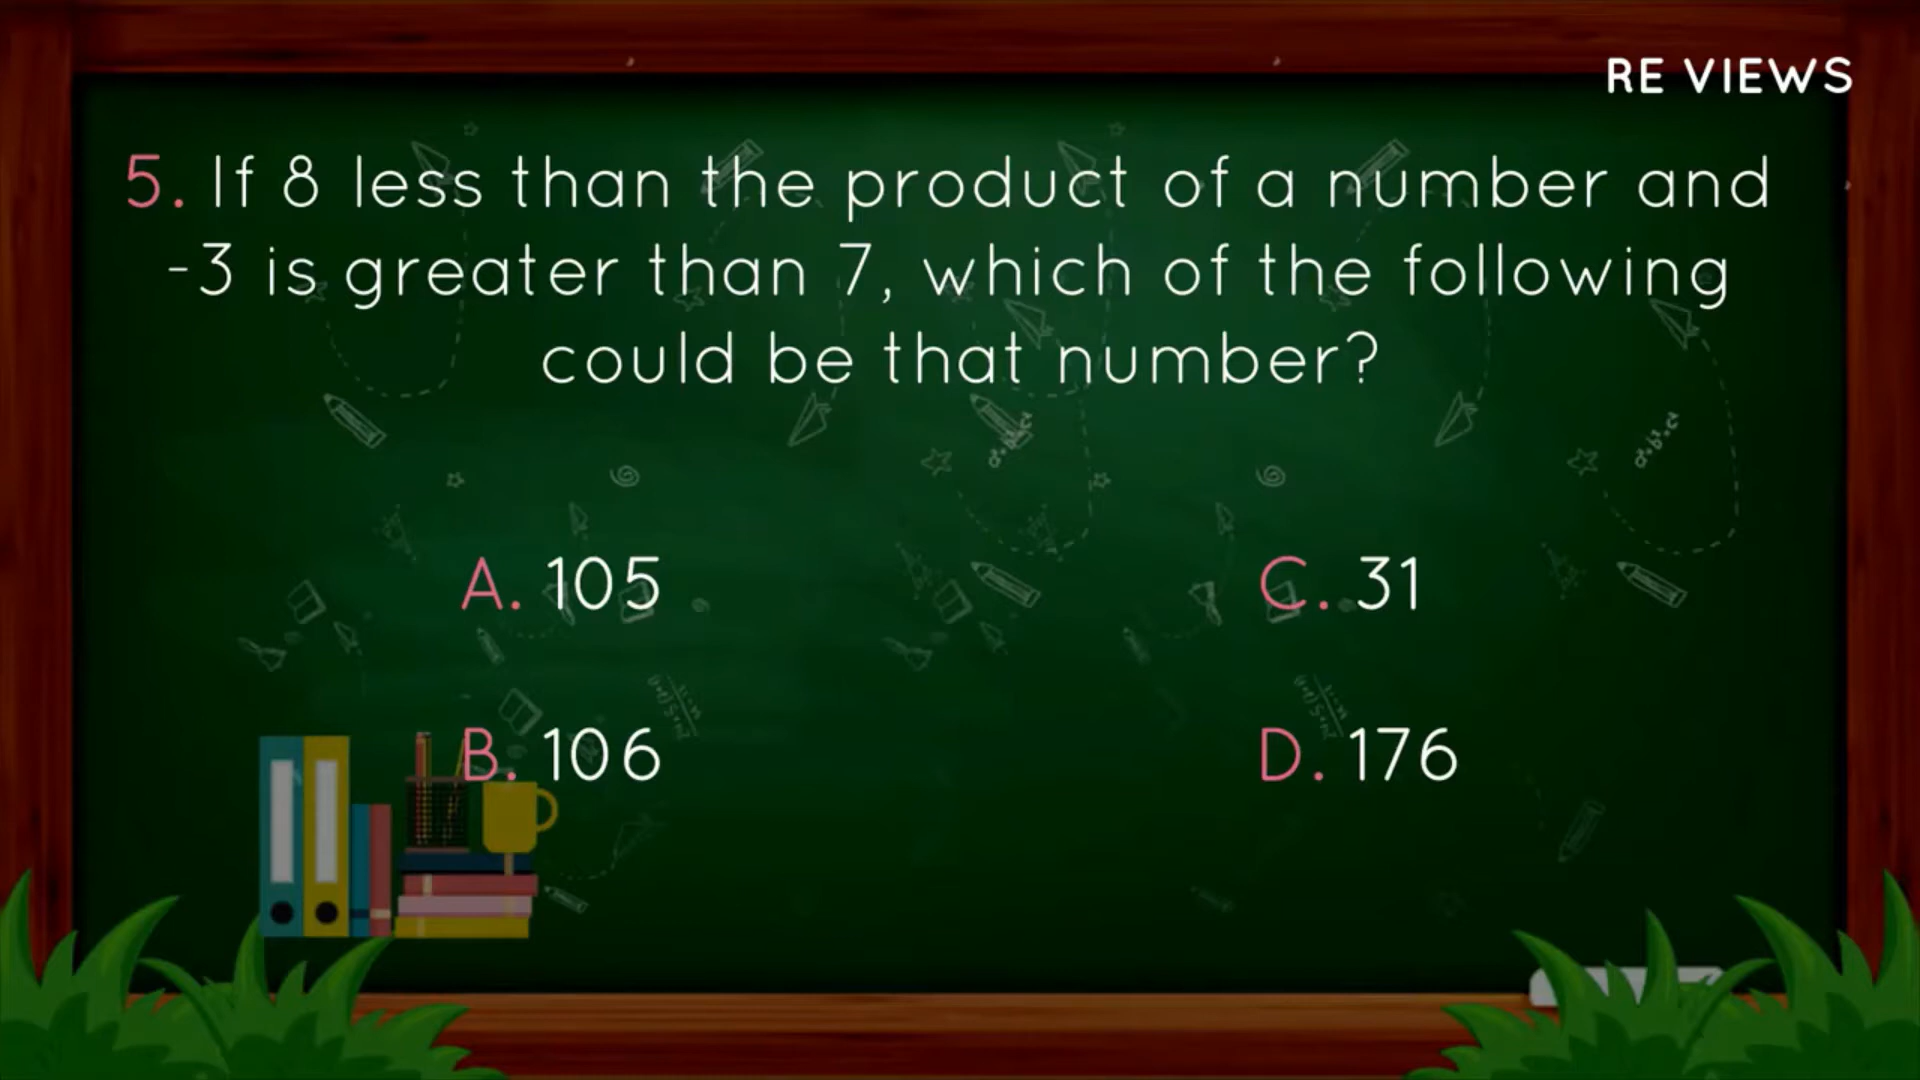 RE VIEWS
5. If 8 less than the product of a number and
-3 is greater than 7, which of the following
could be that number?
A. 105
C. 31
B. 106
D. 176